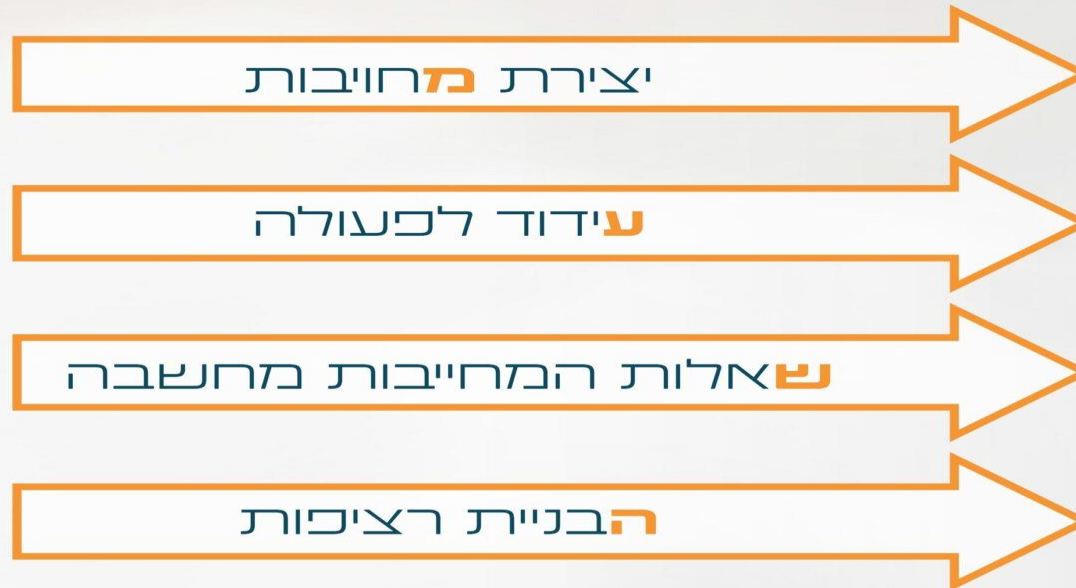 יצירת מחויבות
עידוד לפעולה
שאלות המחייבות מחשבה
הבניית רציפות